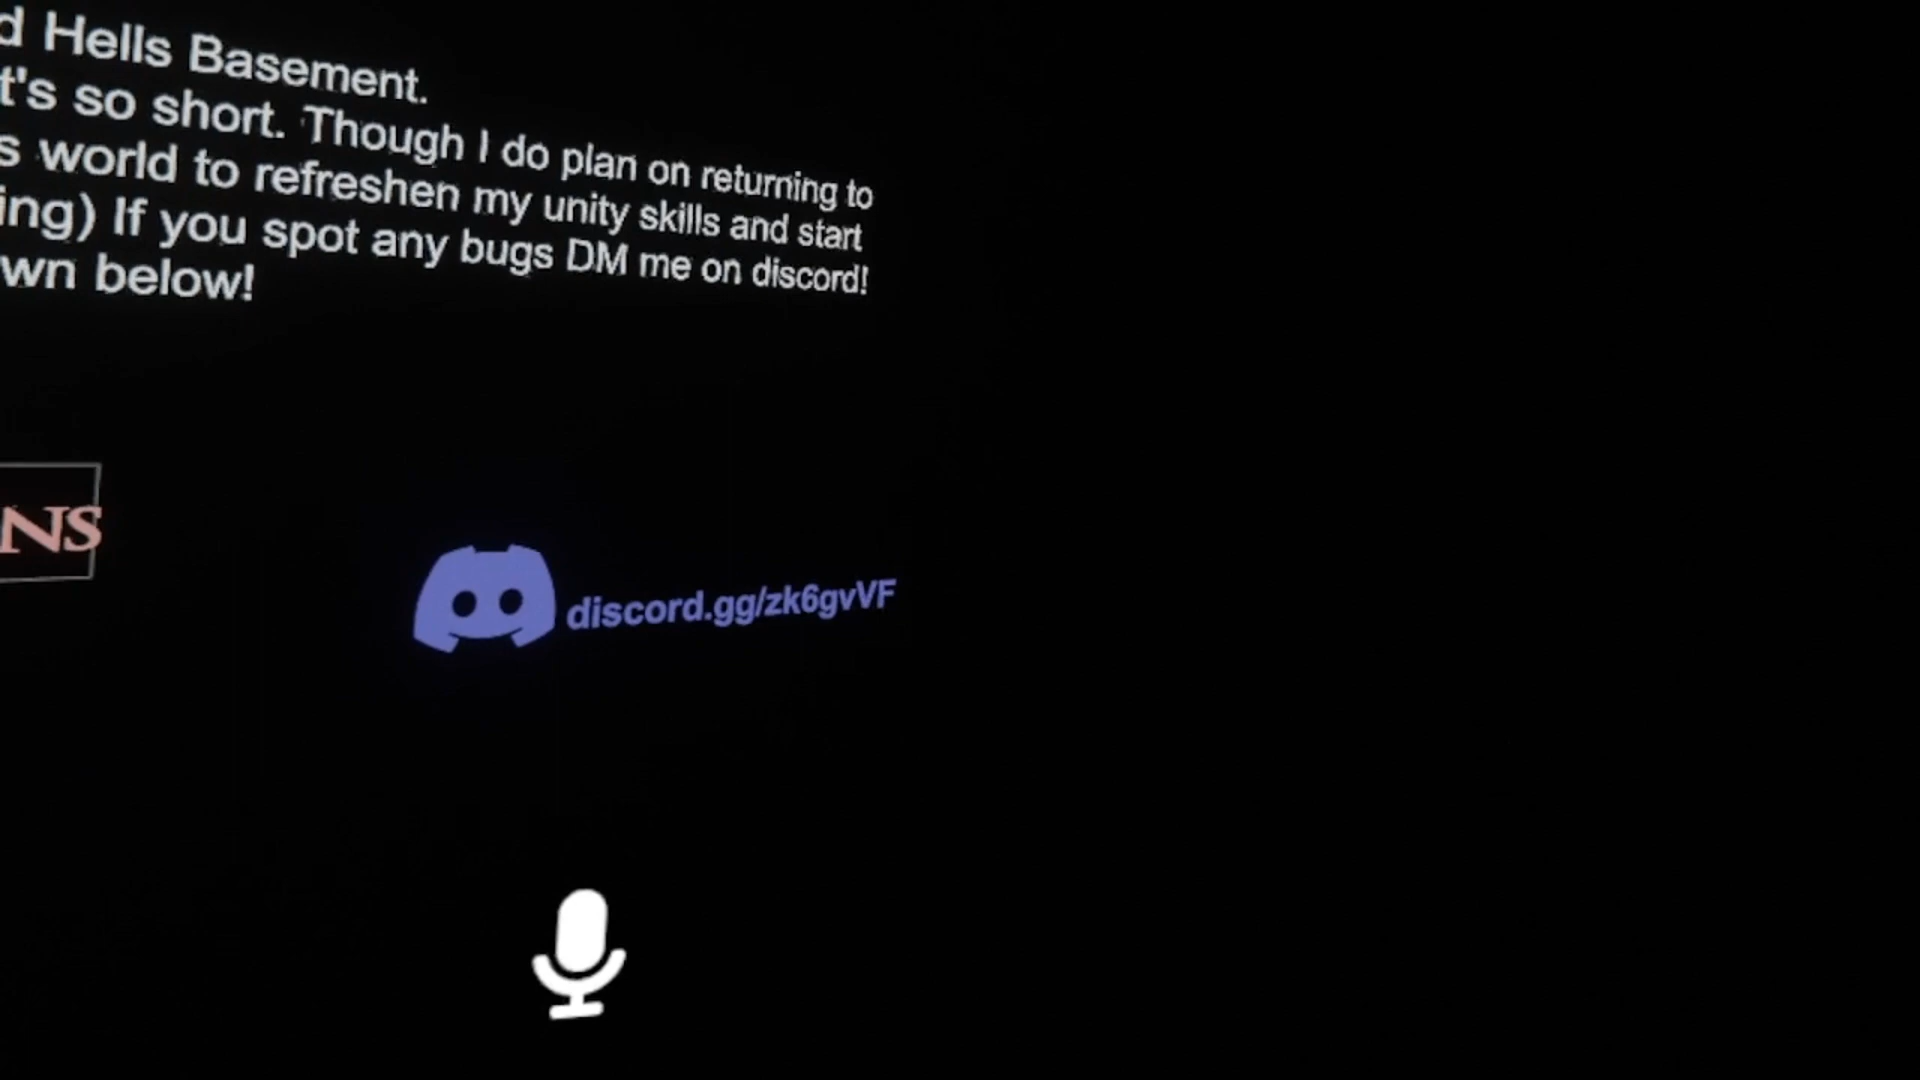 d Hells Basement.
t's so short. Though I do plan on returning to
s world to refreshen my unity skills and start
ing) If you spot any bugs DM me on discord!
wn below!
NS
discord.gg/zk6gvVF